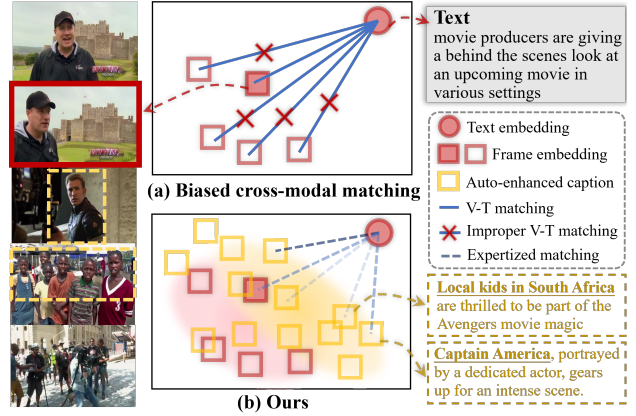 Text
movie producers are giving
a behind the scenes look at
an upcoming movie in
various settings
(a) Biased cross-modal matching
Text embedding
Frame embedding
Auto-enhanced caption
V-T matching
Improper V-T matching
Expertized matching
Local kids in South Africa
are thrilled to be part of the
Avengers movie magic
Captain America, portrayed
by a dedicated actor, gears
up for an intense scene.
(b) Ours